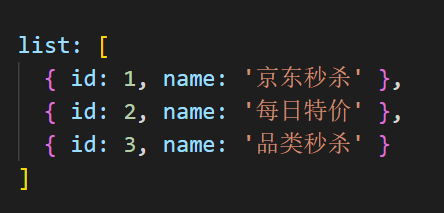 list: [
  { id: 1, name: '京东秒杀' },
  { id: 2, name: '每日特价' },
  { id: 3, name: '品类秒杀' }
]